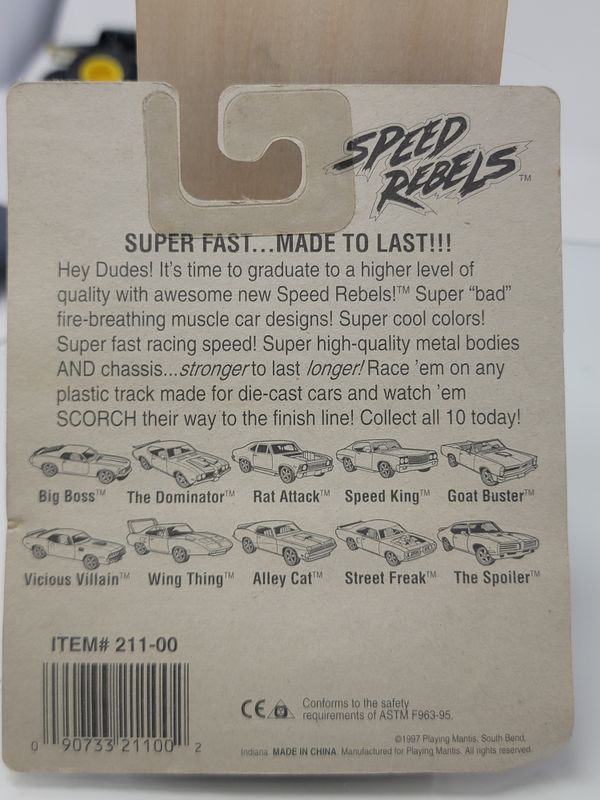 SPEED
REBELS™
SUPER FAST...MADE TO LAST!!!
Hey Dudes! It's time to graduate to a higher level of
quality with awesome new Speed Rebels!™ Super "bad"
fire-breathing muscle car designs! Super cool colors!
Super fast racing speed! Super high-quality metal bodies
AND chassis...stronger to last longer! Race 'em on any
plastic track made for die-cast cars and watch 'em
SCORCH their way to the finish line! Collect all 10 today!
Big Boss™ The Dominator™ Rat Attack™ Speed King™ Goat Buster™
Vicious Villain™ Wing Thing™ Alley Cat™ Street Freak™ The Spoiler™
ITEM# 211-00
0 90733 21100 2
CE Conforms to the safety
requirements of ASTM F963-95.
©1997 Playing Mantis, South Bend,
Indiana. MADE IN CHINA. Manufactured for Playing Mantis. All rights reserved.